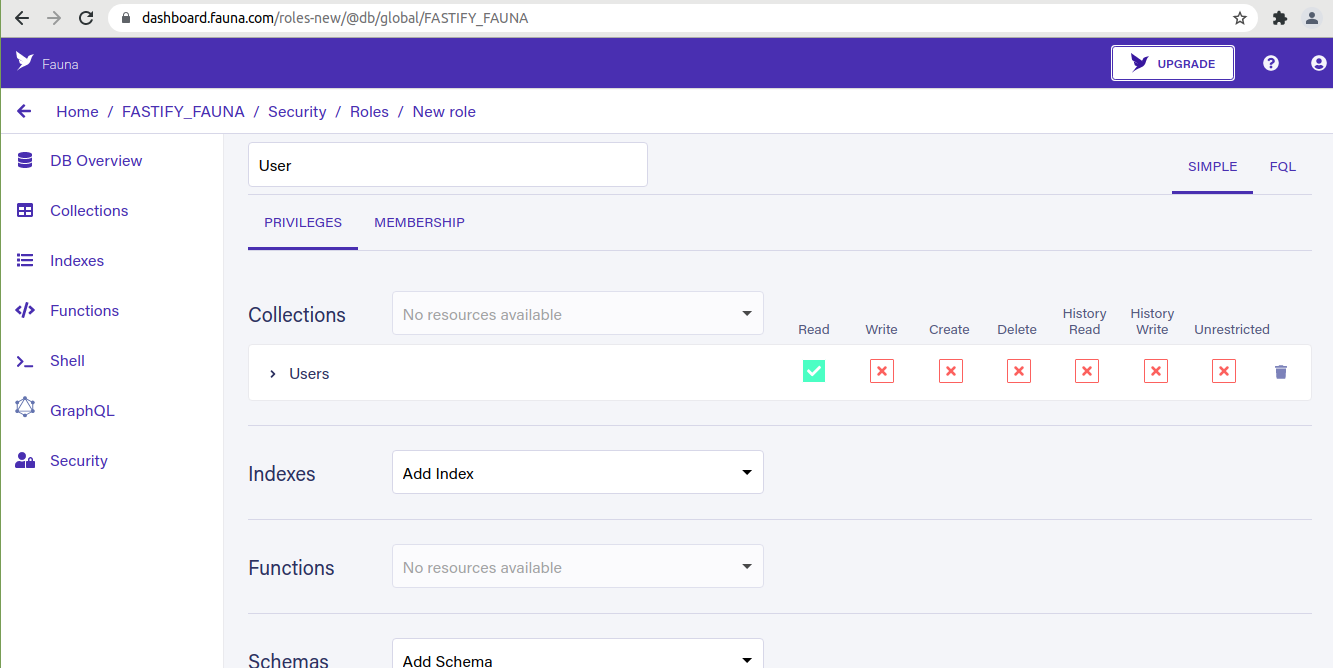 dashboard.fauna.com/roles-new/@db/global/FASTIFY_FAUNA
Fauna
UPGRADE
Home / FASTIFY_FAUNA / Security / Roles / New role
DB Overview
Collections
Indexes
Functions
Shell
GraphQL
Security
User
SIMPLE FQL
PRIVILEGES MEMBERSHIP
Collections
No resources available
Read Write Create Delete History Read History Write Unrestricted
Users
Indexes
Add Index
Functions
No resources available
Schemas
Add Schema